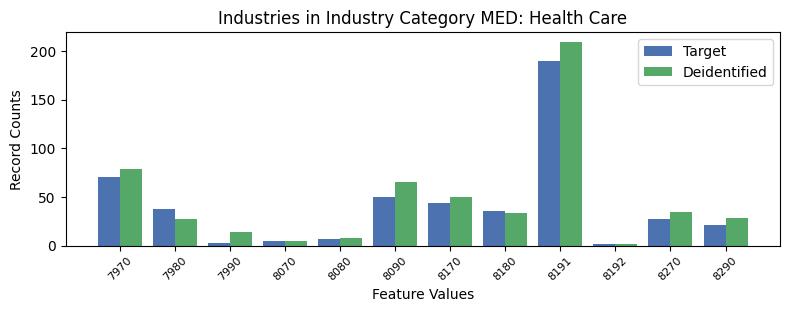 Industries in Industry Category MED: Health Care
Target
Deidentified
Record Counts
200
150
100
50
0
7970 7980 7990 8070 8080 8090 8170 8180 8191 8192 8270 8290
Feature Values